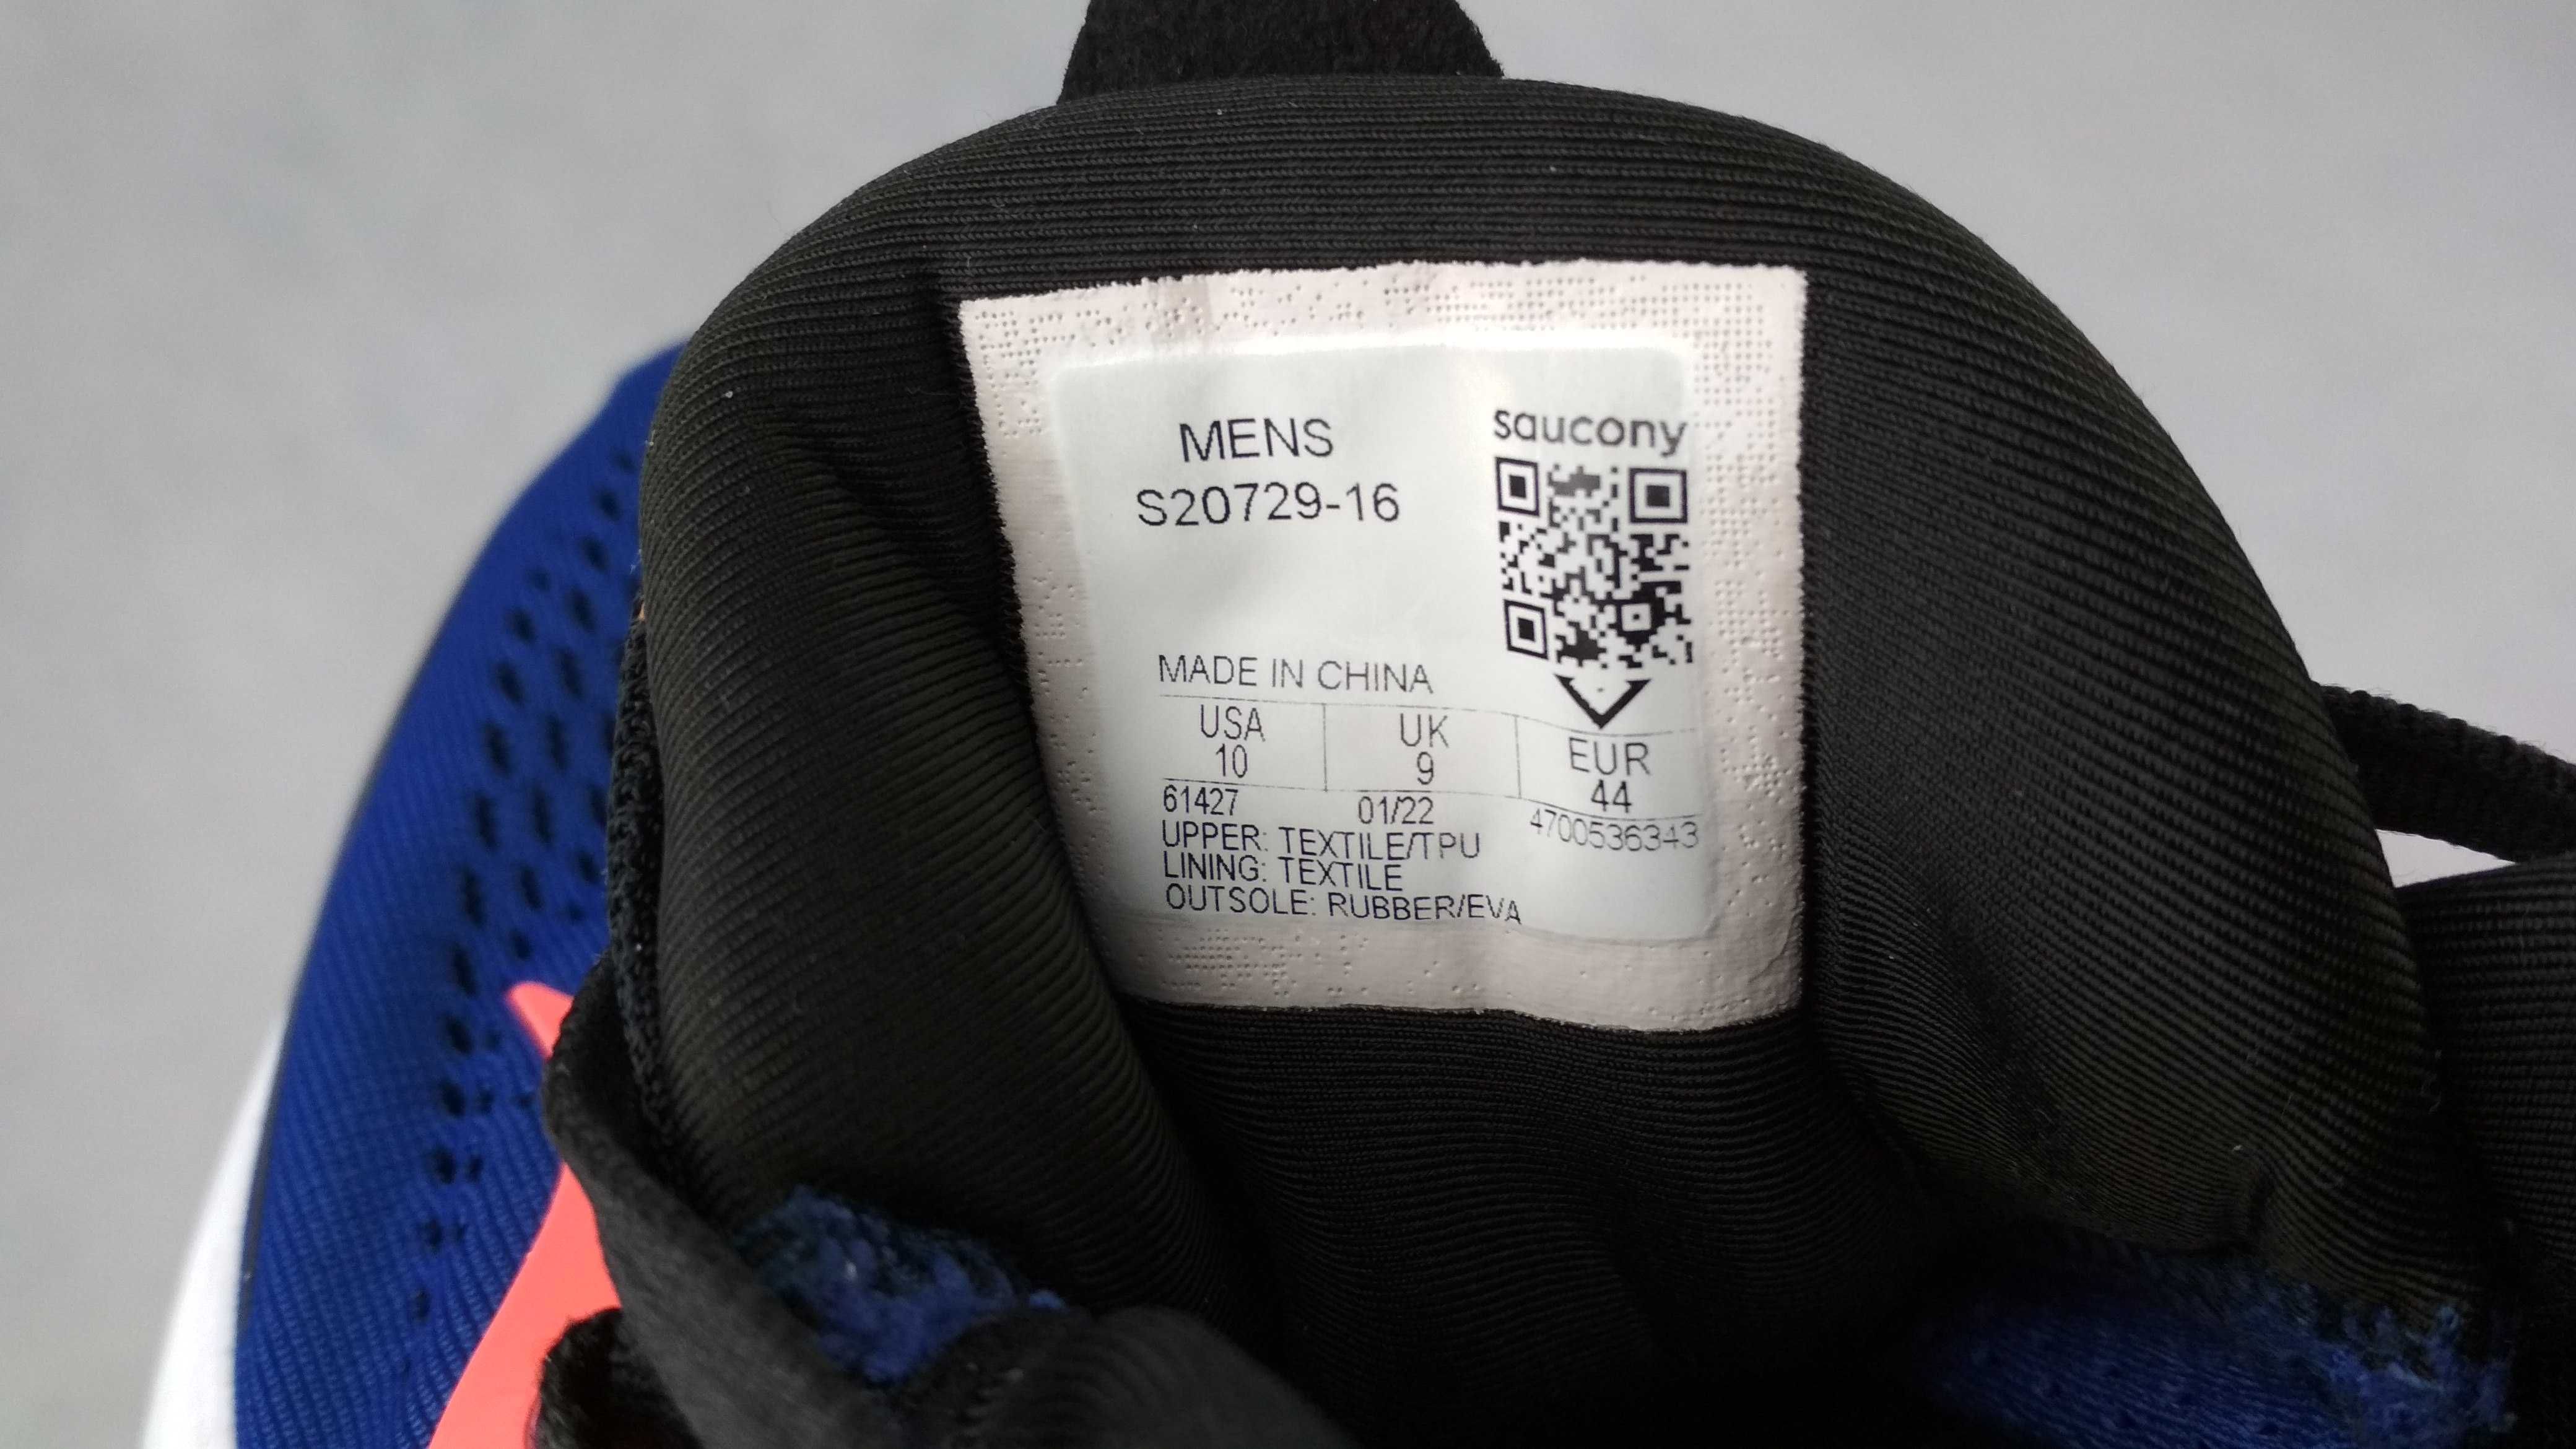 saucony
MENS
S20729-16
MADE IN CHINA
USA UK EUR
10 9 44
61427 01/22 4700536343
UPPER: TEXTILE/TPU
LINING: TEXTILE
OUTSOLE: RUBBER/EVA